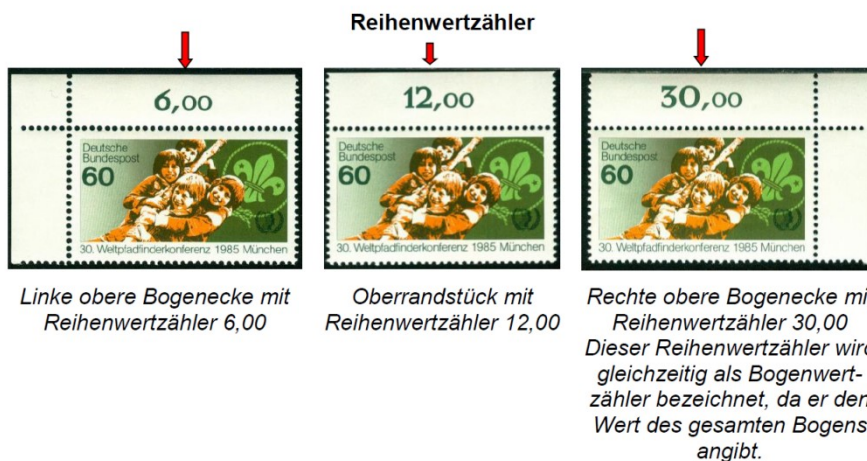 Reihenwertzähler
6,00
Deutsche
Bundespost
60
30. Weltpfadfinderkonferenz 1985 München
Linke obere Bogenecke mit
Reihenwertzähler 6,00
12,00
Deutsche
Bundespost
60
30. Weltpfadfinderkonferenz 1985 München
Oberrandstück mit
Reihenwertzähler 12,00
30,00
Deutsche
Bundespost
60
30. Weltpfadfinderkonferenz 1985 München
Rechte obere Bogenecke mi
Reihenwertzähler 30,00
Dieser Reihenwertzähler wird
gleichzeitig als Bogenwert-
zähler bezeichnet, da er den
Wert des gesamten Bogens
angibt.